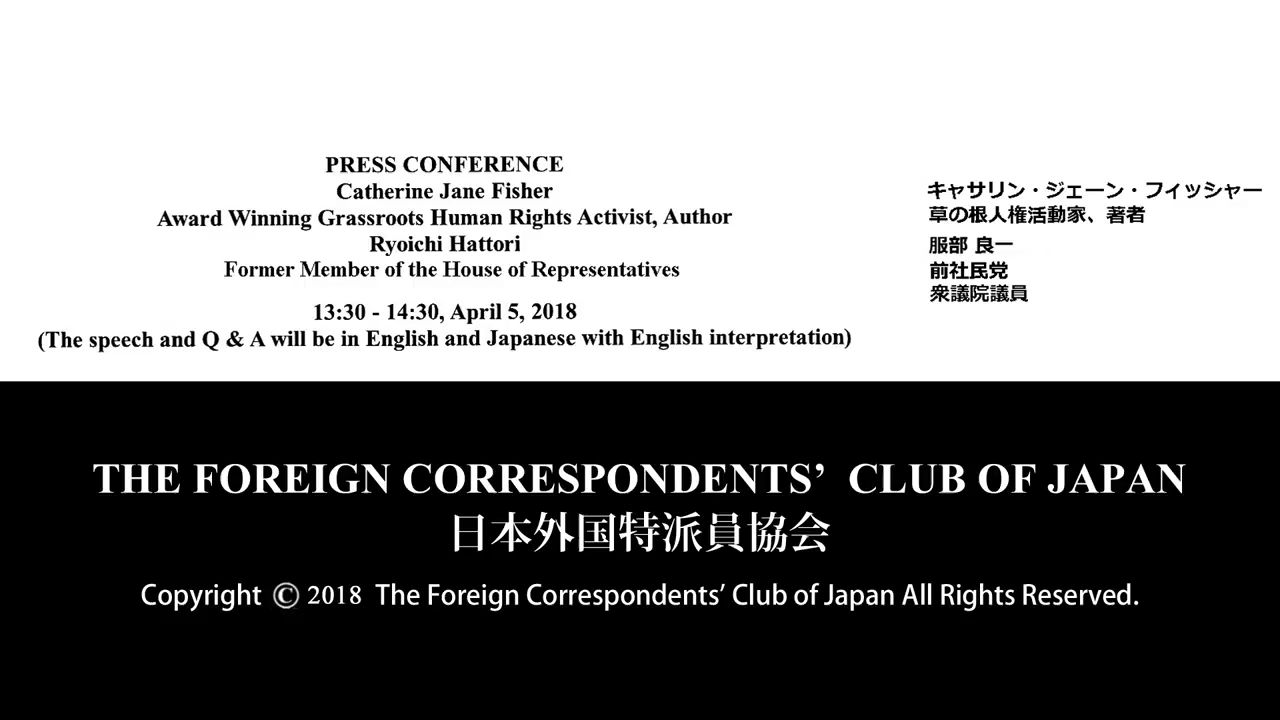 PRESS CONFERENCE
Catherine Jane Fisher
Award Winning Grassroots Human Rights Activist, Author
Ryoichi Hattori
Former Member of the House of Representatives
13:30 - 14:30, April 5, 2018
(The speech and Q & A will be in English and Japanese with English interpretation)
キャサリン・ジェーン・フィッシャー
草の根人権活動家、著者
服部 良一
前社民党
衆議院議員
THE FOREIGN CORRESPONDENTS’ CLUB OF JAPAN
日本外国特派員協会
Copyright © 2018 The Foreign Correspondents’ Club of Japan All Rights Reserved.